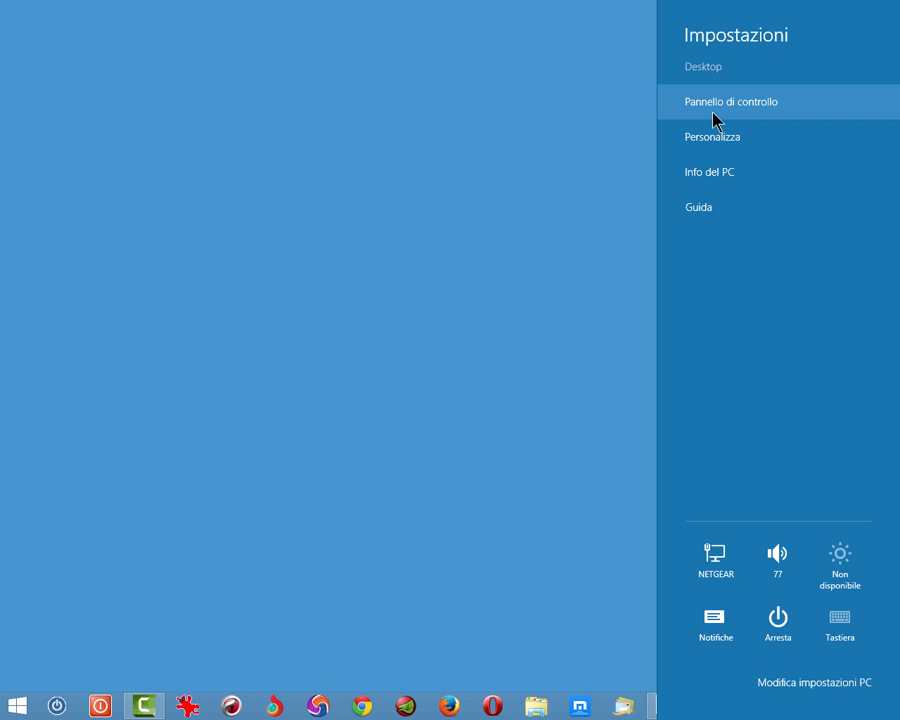 Impostazioni
Desktop
Pannello di controllo
Personalizza
Info del PC
Guida
NETGEAR
77
Non
disponibile
Notifiche
Arresta
Tastiera
Modifica impostazioni PC